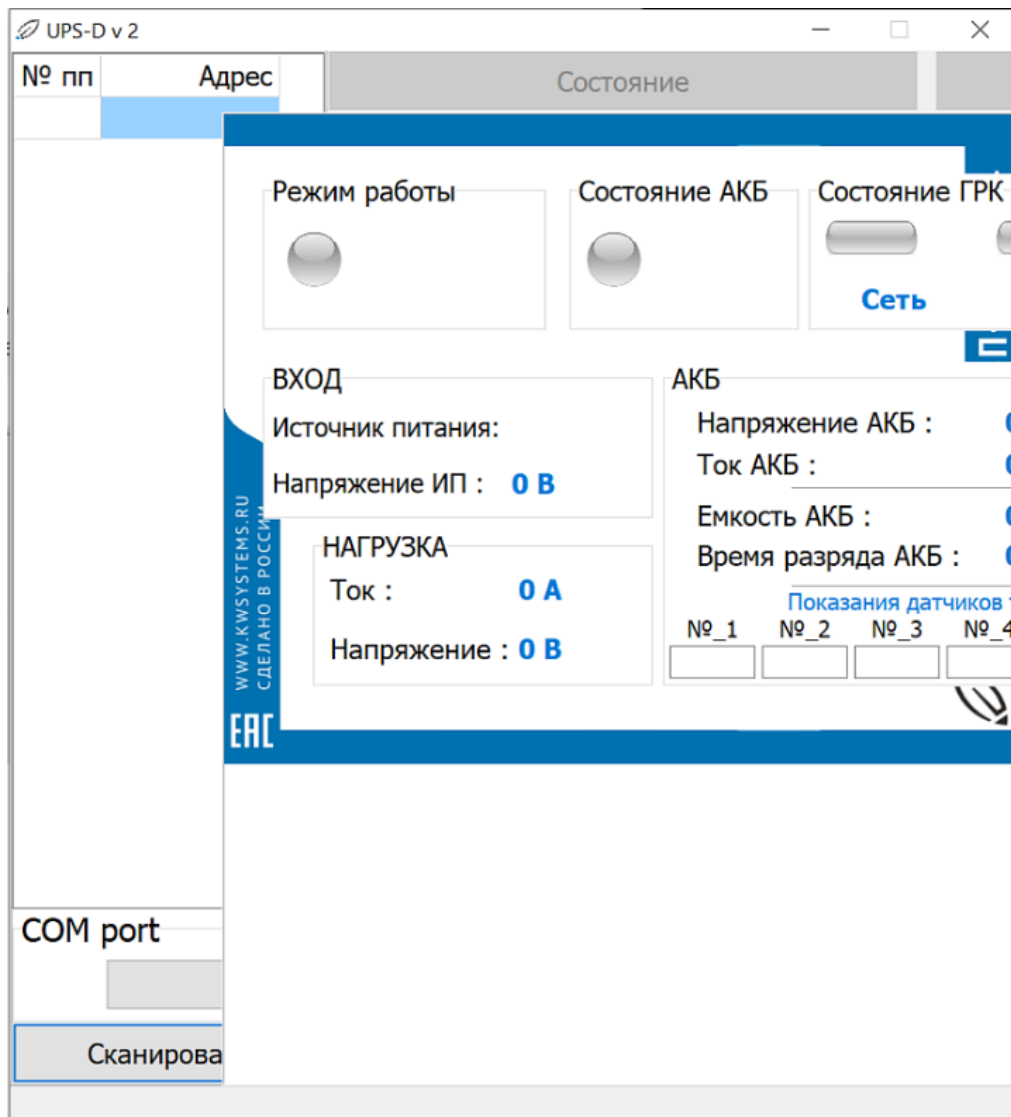 UPS-D v 2
№ пп Адрес Состояние
Режим работы
Состояние АКБ
Состояние ГРК
Сеть
ВХОД
Источник питания:
Напряжение ИП : 0 В
НАГРУЗКА
Ток : 0 А
Напряжение : 0 В
АКБ
Напряжение АКБ :
Ток АКБ :
Емкость АКБ :
Время разряда АКБ :
Показания датчиков
№_1 №_2 №_3 №_4
WWW.KWSYSTEMS.RU
СДЕЛАНО В РОССИИ
EAC
COM port
Сканирова